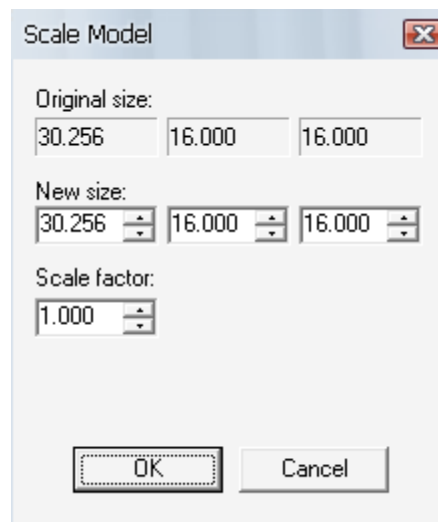 Scale Model
Original size:
30.256 16.000 16.000
New size:
30.256 16.000 16.000
Scale factor:
1.000
OK Cancel